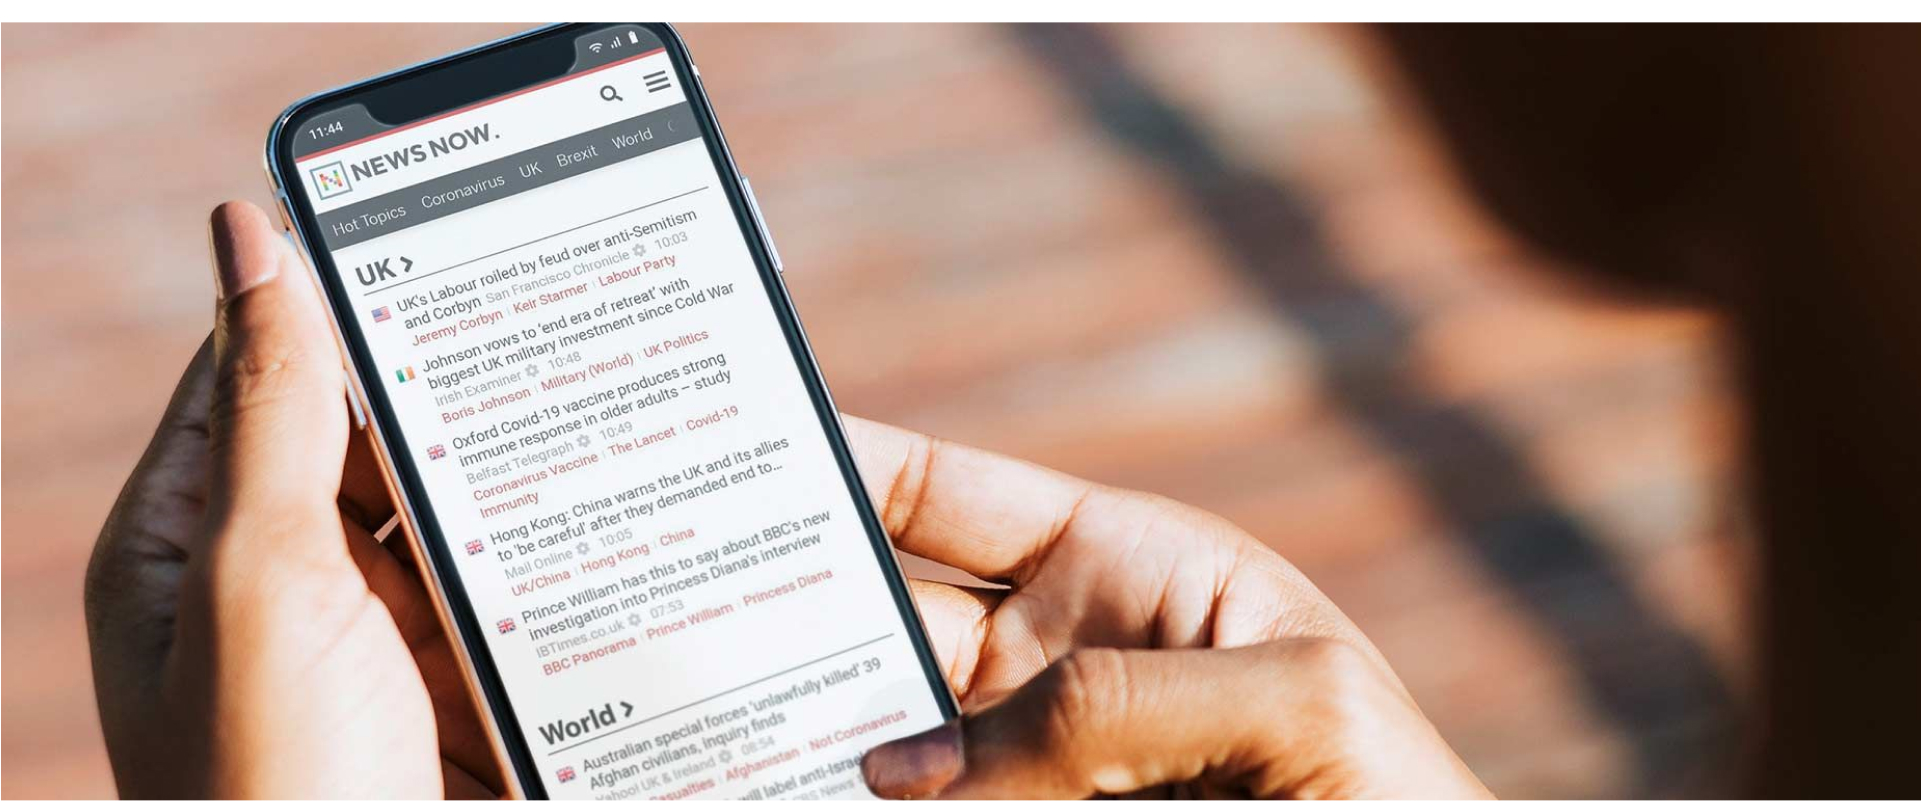 11:44
NEWS NOW.
Hot Topics Coronavirus UK Brexit World
UK >
UK's Labour roiled by feud over anti-Semitism
and Corbyn San Francisco Chronicle 10:03
Jeremy Corbyn | Keir Starmer | Labour Party
Johnson vows to 'end era of retreat' with
biggest UK military investment since Cold War
Irish Examiner 10:48
Boris Johnson | Military (World) | UK Politics
Oxford Covid-19 vaccine produces strong
immune response in older adults – study
Belfast Telegraph 10:49
Coronavirus Vaccine | The Lancet | Covid-19
Immunity
Hong Kong: China warns the UK and its allies
to 'be careful' after they demanded end to...
Mail Online 10:05
UK/China | Hong Kong | China
Prince William has this to say about BBC's new
investigation into Princess Diana's interview
IBTimes.co.uk 07:53
BBC Panorama | Prince William | Princess Diana
World >
Australian special forces 'unlawfully killed' 39
Afghan civilians, inquiry finds
Yahoo! UK & Ireland 08:54
Casualties | Afghanistan | Not Coronavirus
will label anti-Israe
CBS News